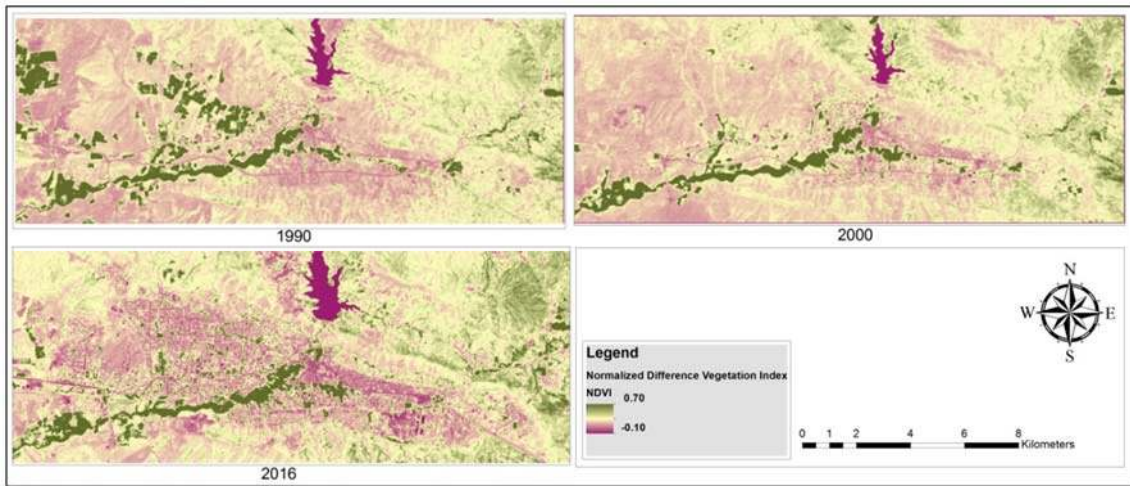 1990
2000
2016
N
W E
S
Legend
Normalized Difference Vegetation Index
NDVI
0.70
-0.10
0 1 2 4 6 8
Kilometers